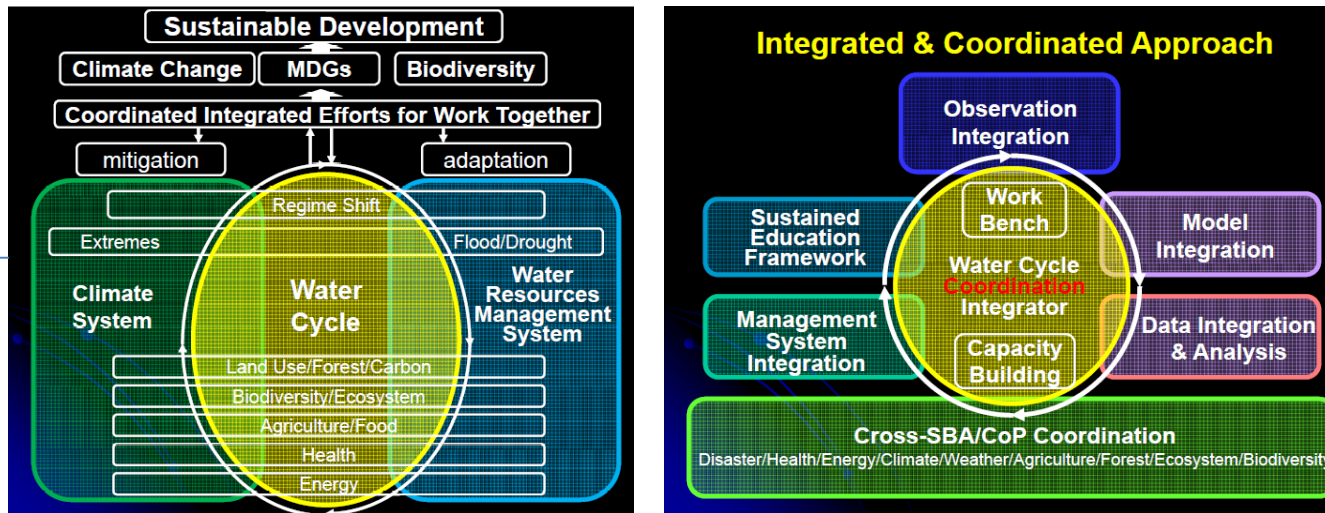 Sustainable Development
Climate Change
MDGs
Biodiversity
Coordinated Integrated Efforts for Work Together
mitigation
adaptation
Regime Shift
Extremes
Flood/Drought
Climate
System
Water
Cycle
Water
Resources
Management
System
Land Use/Forest/Carbon
Biodiversity/Ecosystem
Agriculture/Food
Health
Energy
Integrated & Coordinated Approach
Observation
Integration
Work
Bench
Sustained
Education
Framework
Model
Integration
Water Cycle
Coordination
Integrator
Management
System
Integration
Data Integration
& Analysis
Capacity
Building
Cross-SBA/CoP Coordination
Disaster/Health/Energy/Climate/Weather/Agriculture/Forest/Ecosystem/Biodiversity